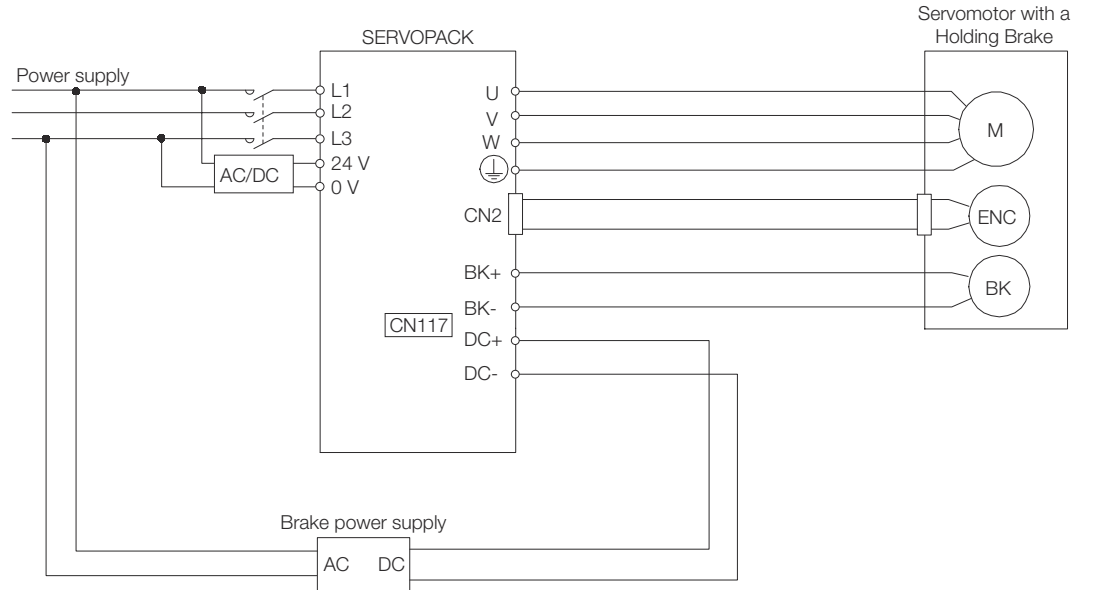 Servomotor with a
Holding Brake
SERVOPACK
Power supply
L1
L2
L3
24 V
0 V
AC/DC
U
V
W
M
CN2
ENC
BK+
BK-
BK
CN117
DC+
DC-
Brake power supply
AC DC